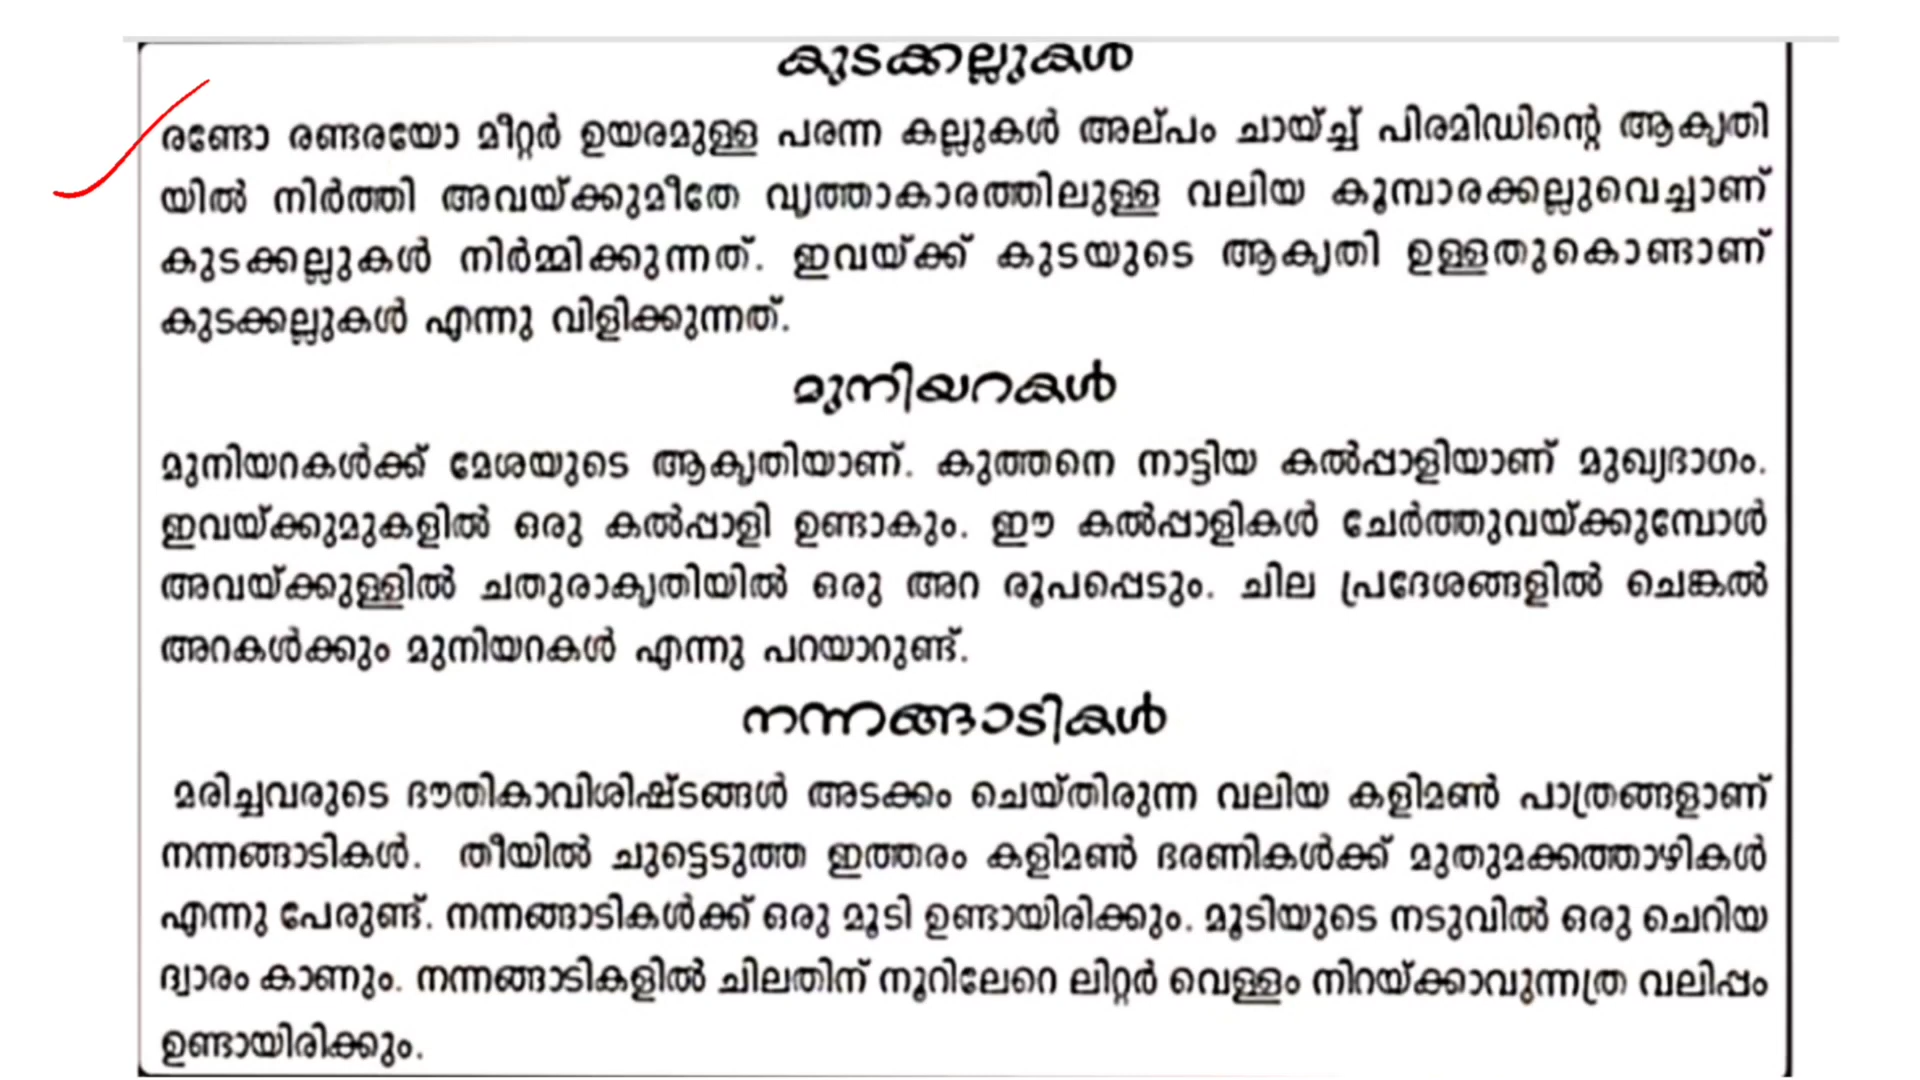 കുടക്കല്ലുകൾ
രണ്ടോ രണ്ടരയോ മീറ്റർ ഉയരമുള്ള പരന്ന കല്ലുകൾ അല്പം ചായ്ച്ച് പിരമിഡിന്റെ ആകൃതി
യിൽ നിർത്തി അവയ്ക്കുമീതേ വൃത്താകാരത്തിലുള്ള വലിയ കൂമ്പാരക്കല്ലുവെച്ചാണ്
കുടക്കല്ലുകൾ നിർമ്മിക്കുന്നത്. ഇവയ്ക്ക് കുടയുടെ ആകൃതി ഉള്ളതുകൊണ്ടാണ്
കുടക്കല്ലുകൾ എന്നു വിളിക്കുന്നത്.
മുനിയറകൾ
മുനിയറകൾക്ക് മേശയുടെ ആകൃതിയാണ്. കുത്തനെ നാട്ടിയ കൽപ്പാളിയാണ് മുഖ്യഭാഗം.
ഇവയ്ക്കുമുകളിൽ ഒരു കൽപ്പാളി ഉണ്ടാകും. ഈ കൽപ്പാളികൾ ചേർത്തുവയ്ക്കുമ്പോൾ
അവയ്ക്കുള്ളിൽ ചതുരാകൃതിയിൽ ഒരു അറ രൂപപ്പെടും. ചില പ്രദേശങ്ങളിൽ ചെങ്കൽ
അറകൾക്കും മുനിയറകൾ എന്നു പറയാറുണ്ട്.
നന്നങ്ങാടികൾ
മരിച്ചവരുടെ ഭൗതികാവിശിഷ്ടങ്ങൾ അടക്കം ചെയ്തിരുന്ന വലിയ കളിമൺ പാത്രങ്ങളാണ്
നന്നങ്ങാടികൾ. തീയിൽ ചുട്ടെടുത്ത ഇത്തരം കളിമൺ ഭരണികൾക്ക് മുതുമക്കത്താഴികൾ
എന്നു പേരുണ്ട്. നന്നങ്ങാടികൾക്ക് ഒരു മൂടി ഉണ്ടായിരിക്കും. മൂടിയുടെ നടുവിൽ ഒരു ചെറിയ
ദ്വാരം കാണും. നന്നങ്ങാടികളിൽ ചിലതിന് നൂറിലേറെ ലിറ്റർ വെള്ളം നിറയ്ക്കാവുന്നത്ര വലിപ്പം
ഉണ്ടായിരിക്കും.